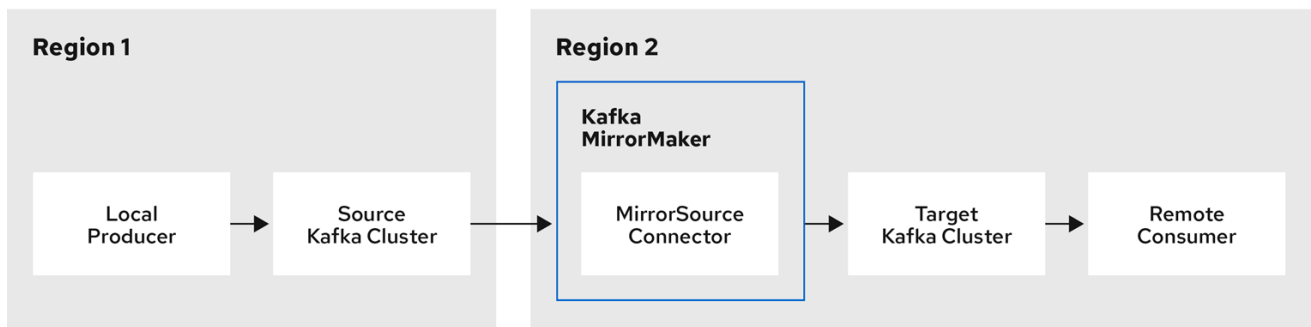 Region 1
Region 2
Kafka
MirrorMaker
Local
Producer
Source
Kafka Cluster
MirrorSource
Connector
Target
Kafka Cluster
Remote
Consumer